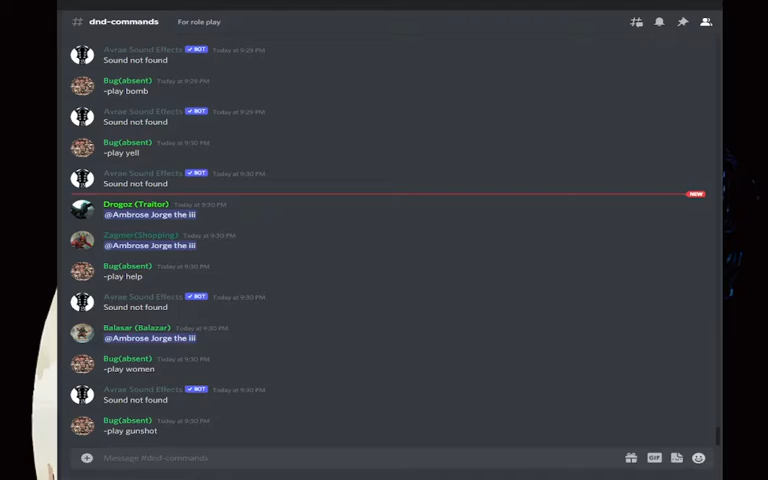 dnd-commands For role play
Avrae Sound Effects BOT Today at 9:29 PM
Sound not found
Bug(absent) Today at 9:29 PM
-play bomb
Avrae Sound Effects BOT Today at 9:29 PM
Sound not found
Bug(absent) Today at 9:30 PM
-play yell
Avrae Sound Effects BOT Today at 9:30 PM
Sound not found
NEW
Drogoz (Traitor) Today at 9:30 PM
@Ambrose Jorge the iii
Zagmer(Shopping) Today at 9:30 PM
@Ambrose Jorge the iii
Bug(absent) Today at 9:30 PM
-play help
Avrae Sound Effects BOT Today at 9:30 PM
Sound not found
Balasar (Balazar) Today at 9:30 PM
@Ambrose Jorge the iii
Bug(absent) Today at 9:30 PM
-play women
Avrae Sound Effects BOT Today at 9:30 PM
Sound not found
Bug(absent) Today at 9:30 PM
-play gunshot
Message #dnd-commands
GIF